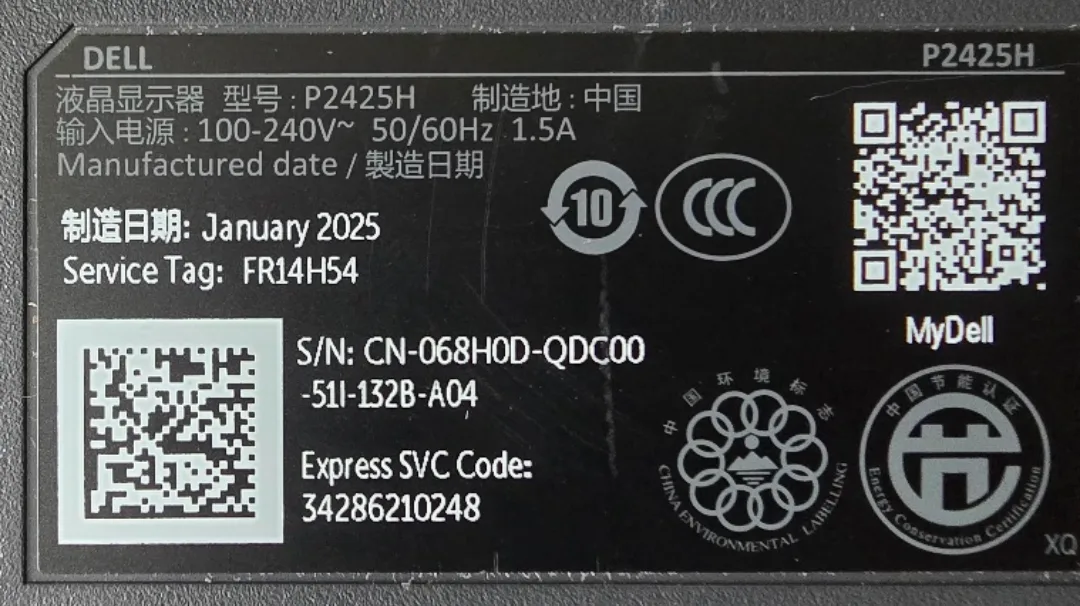 DELL P2425H
液晶显示器 型号：P2425H 制造地：中国
输入电源：100-240V~ 50/60Hz 1.5A
Manufactured date / 製造日期
制造日期: January 2025
Service Tag: FR14H54
10
CCC
MyDell
S/N: CN-068H0D-QDC00
-51I-132B-A04
Express SVC Code:
34286210248
中国环境标志
CHINA ENVIRONMENTAL LABELLING
中国节能认证
Energy Conservation Certification
XQ